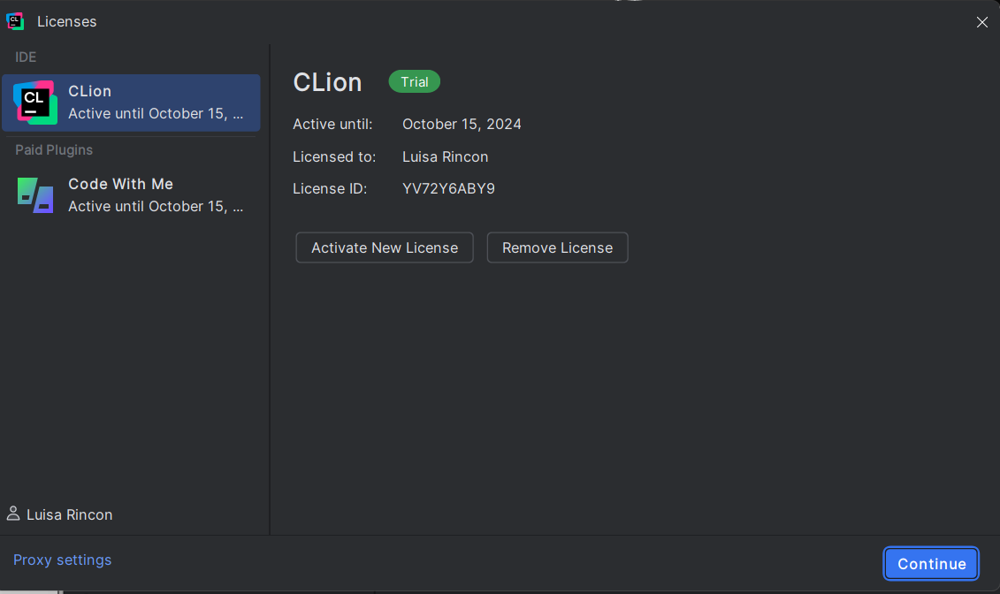 CL
Licenses
IDE
CL
CLion
Active until October 15, ...
Paid Plugins
Code With Me
Active until October 15, ...
Luisa Rincon
CLion
Trial
Active until: October 15, 2024
Licensed to: Luisa Rincon
License ID: YV72Y6ABY9
Activate New License
Remove License
Proxy settings
Continue